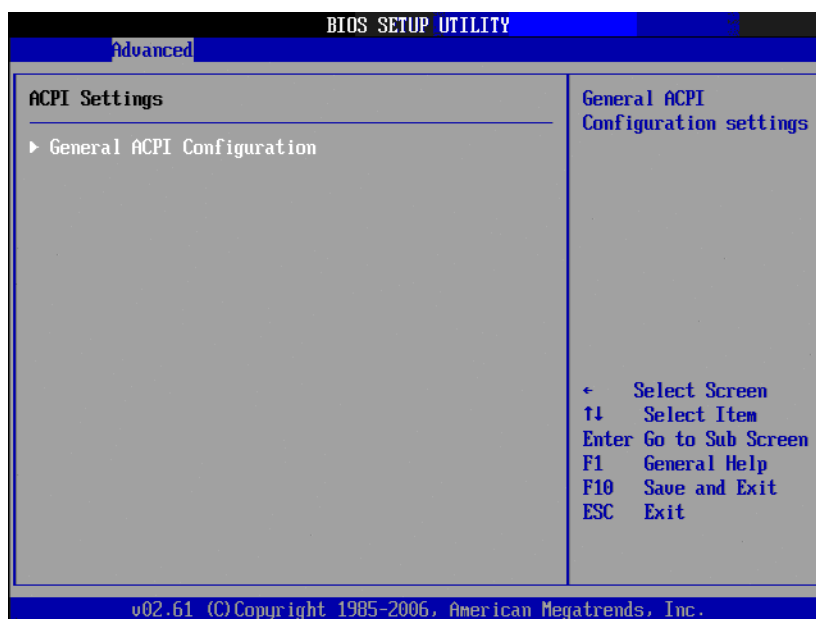 BIOS SETUP UTILITY
Advanced
ACPI Settings
▶ General ACPI Configuration
General ACPI
Configuration settings
← Select Screen
↑↓ Select Item
Enter Go to Sub Screen
F1 General Help
F10 Save and Exit
ESC Exit
v02.61 (C)Copyright 1985-2006, American Megatrends, Inc.